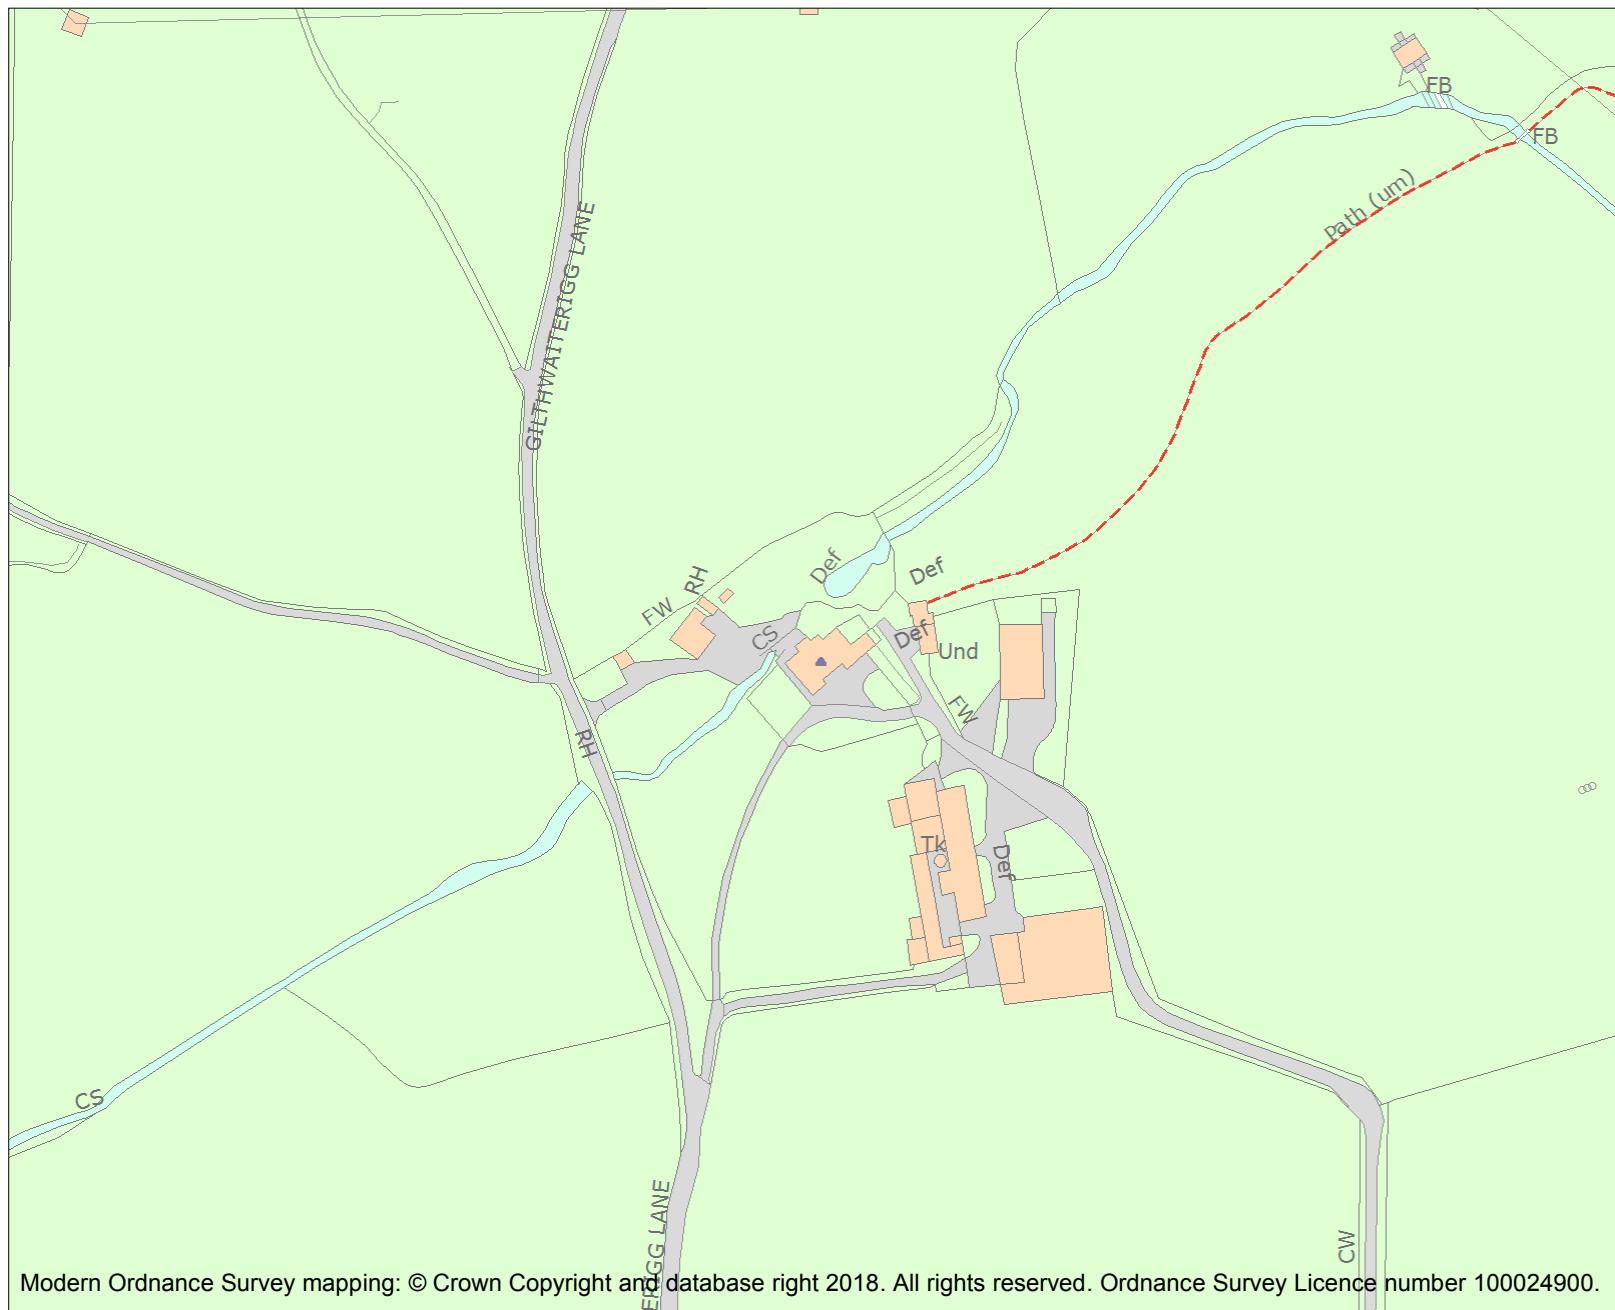 FB
FB
Path (um)
GILTHWAITERIGG LANE
Def
Def
RH
FW
CS
Def
Und
FW
RH
Tk
Def
CS
ERIGG LANE
CW
Modern Ordnance Survey mapping: © Crown Copyright and database right 2018. All rights reserved. Ordnance Survey Licence number 100024900.